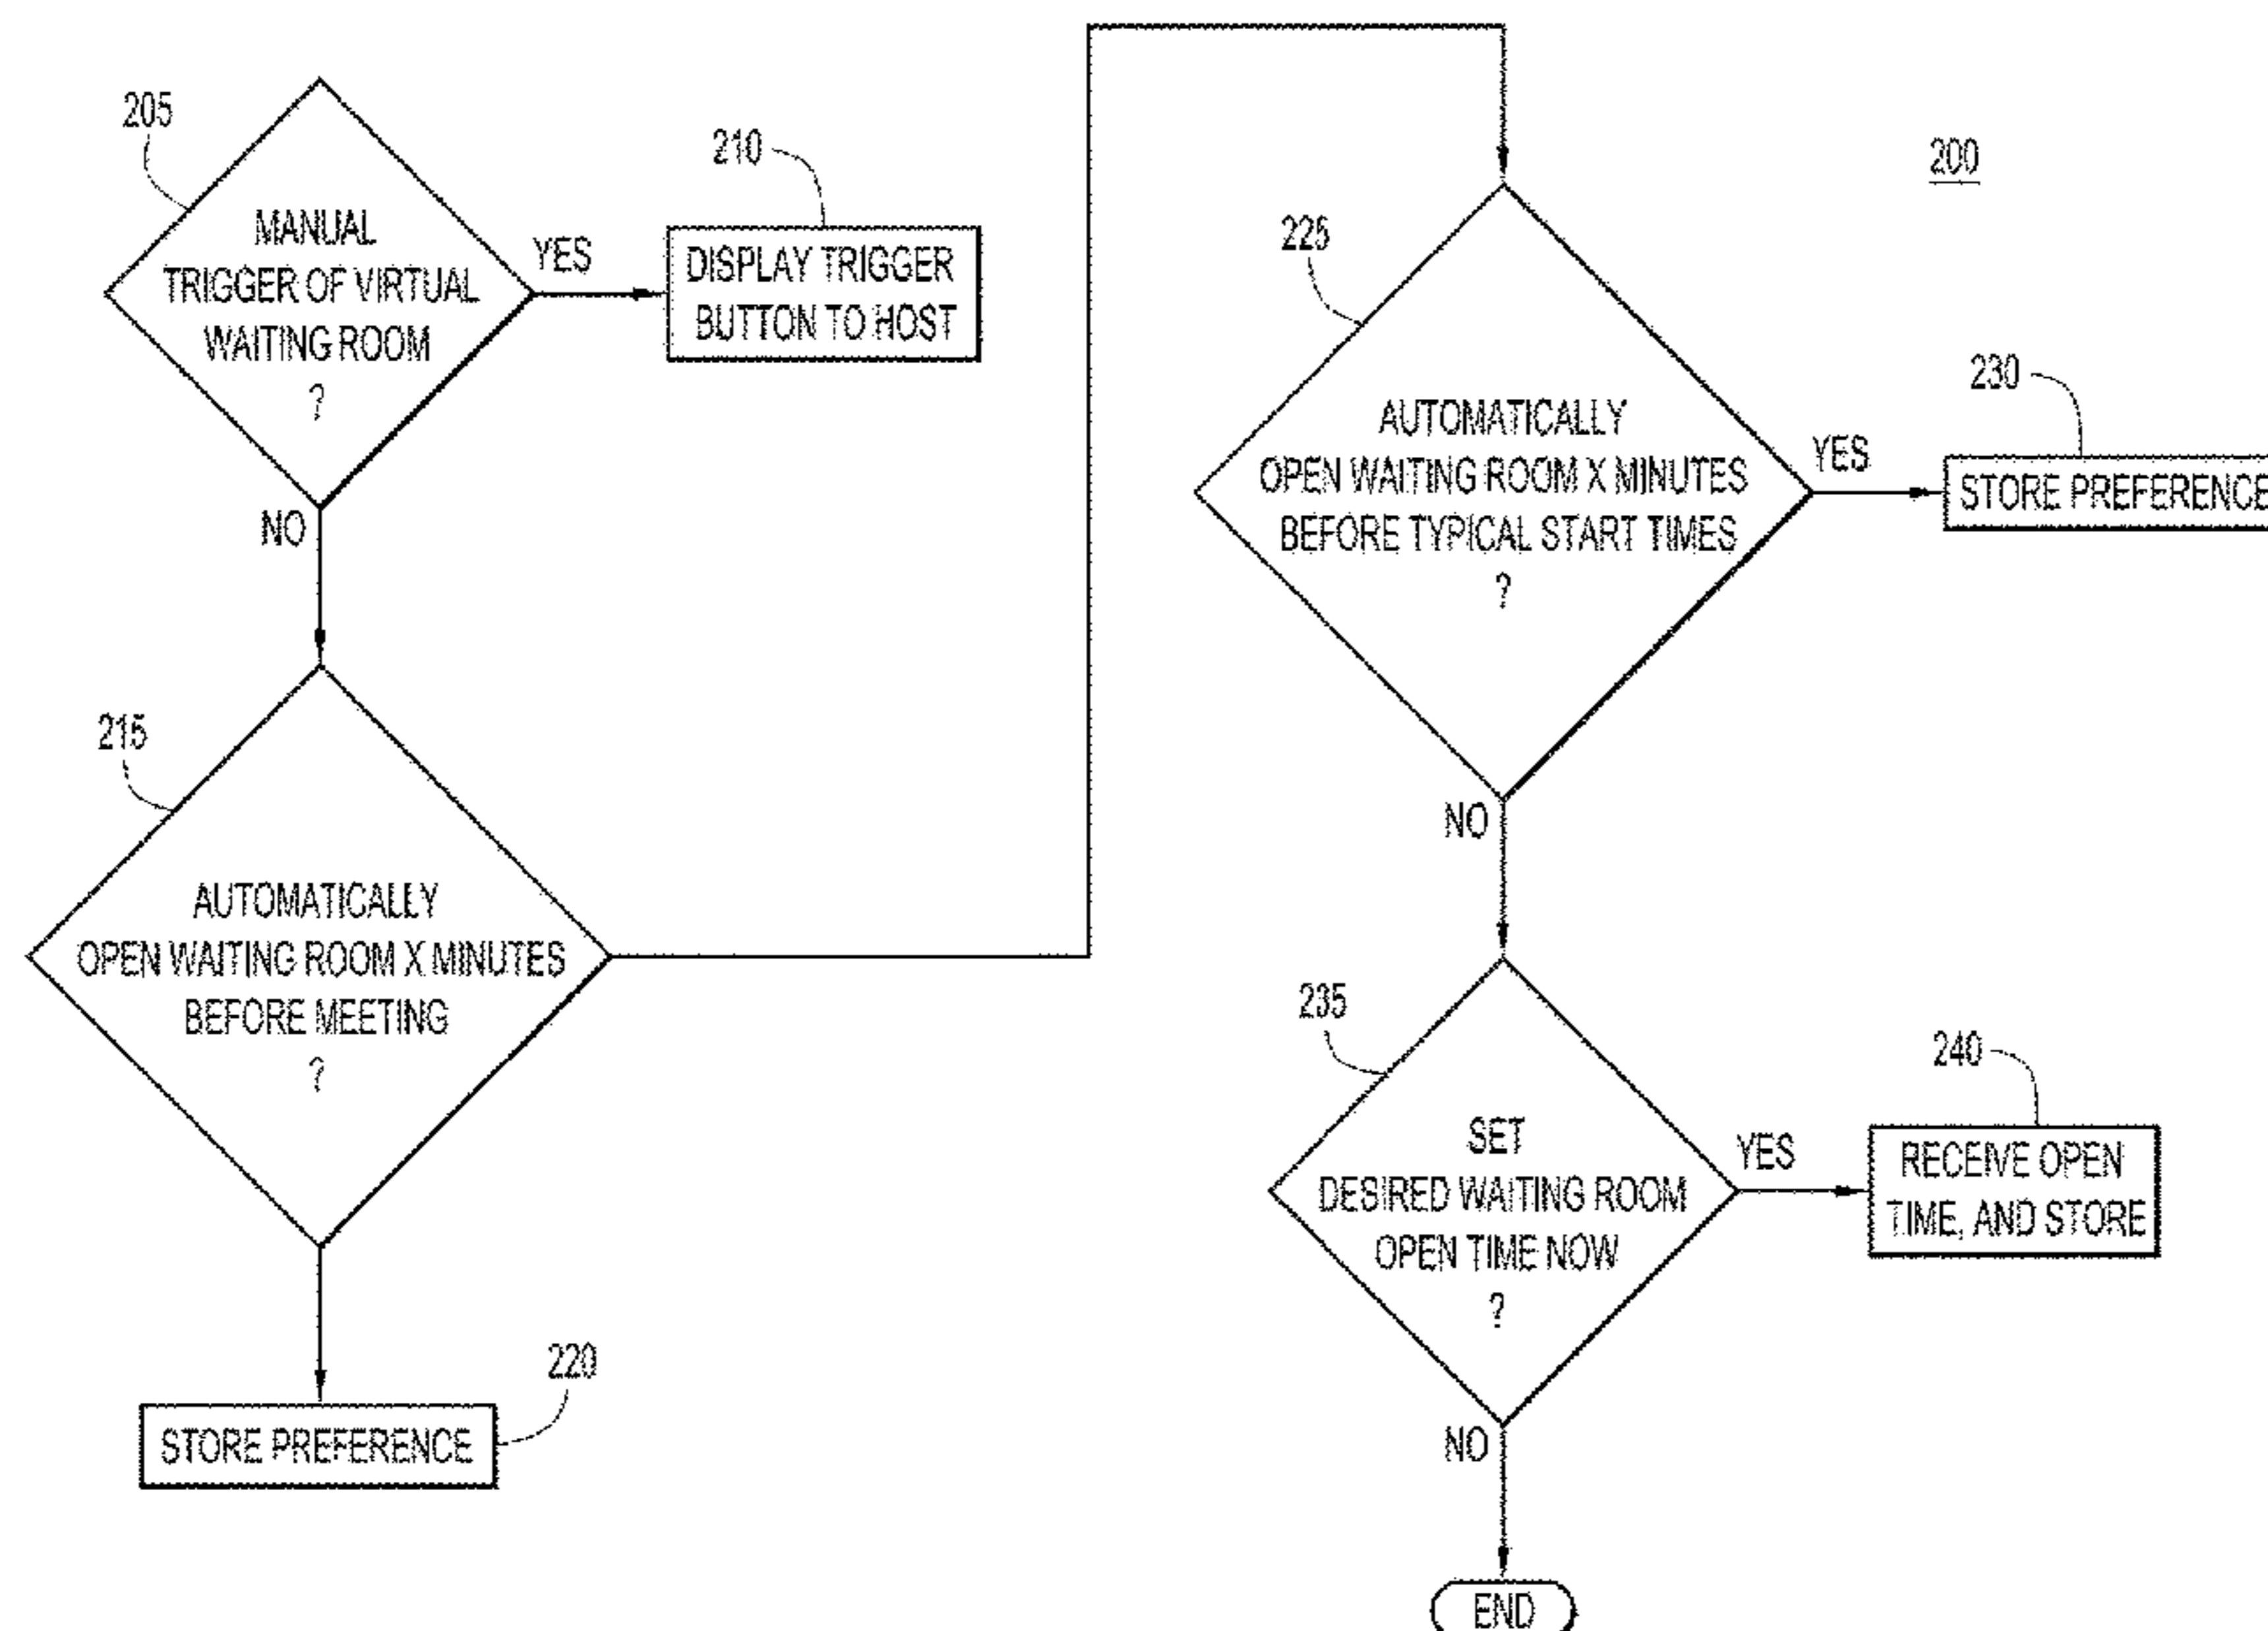 205
MANUAL
TRIGGER OF VIRTUAL
WAITING ROOM
?
YES
NO
210
DISPLAY TRIGGER
BUTTON TO HOST
215
AUTOMATICALLY
OPEN WAITING ROOM X MINUTES
BEFORE MEETING
?
220
STORE PREFERENCE
200
225
AUTOMATICALLY
OPEN WAITING ROOM X MINUTES
BEFORE TYPICAL START TIMES
?
YES
NO
230
STORE PREFERENCE
235
SET
DESIRED WAITING ROOM
OPEN TIME NOW
?
YES
NO
240
RECEIVE OPEN
TIME, AND STORE
END